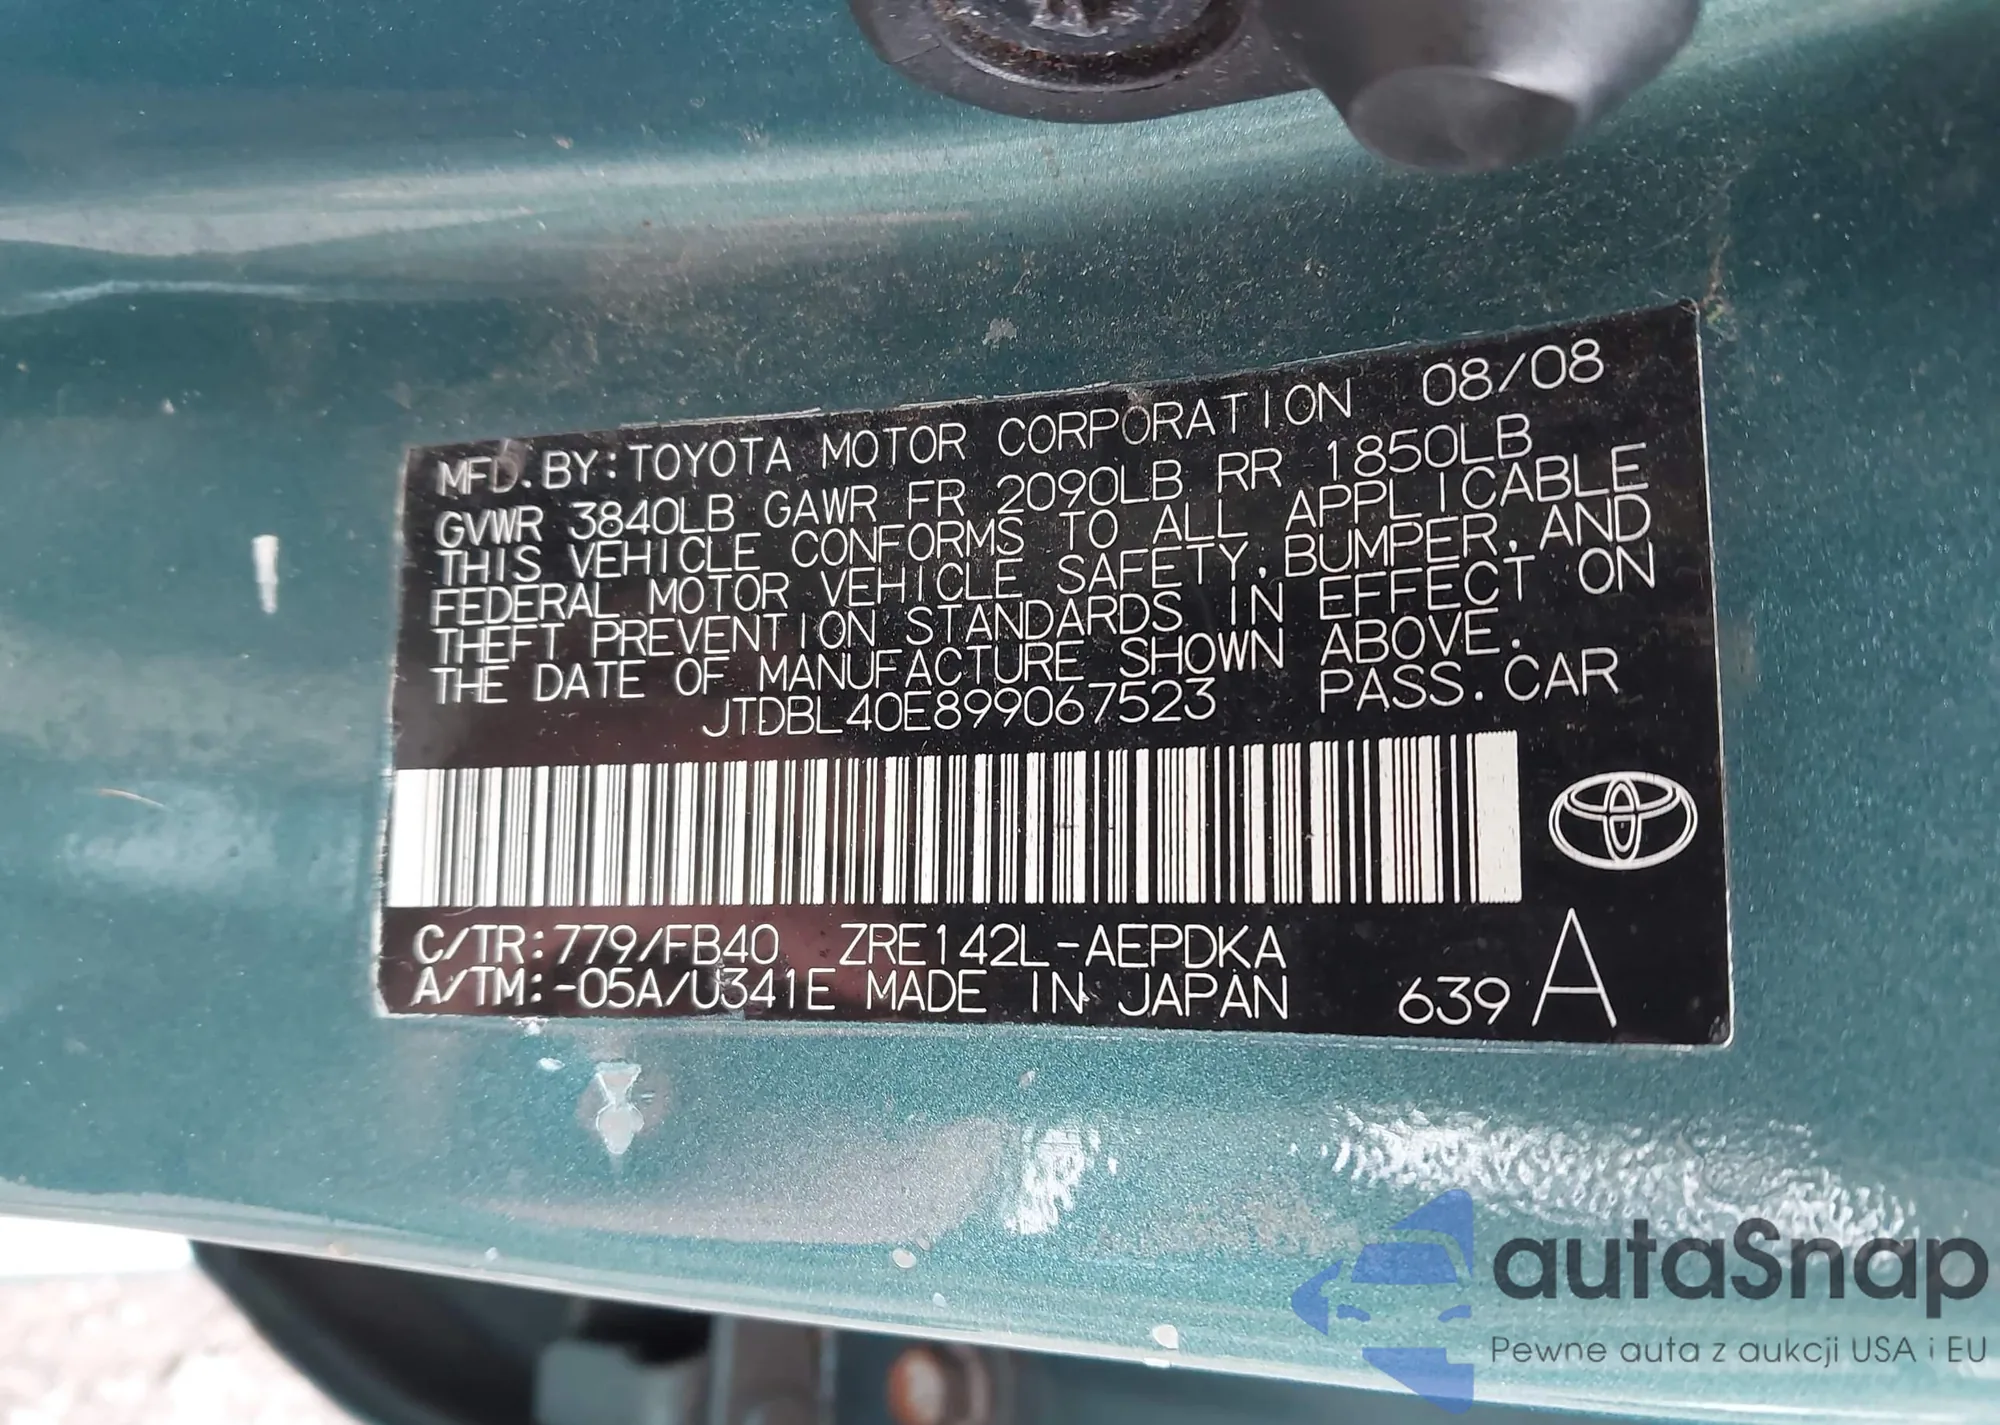 MFD. BY: TOYOTA MOTOR CORPORATION 08/08
GVWR 3840LB GAWR FR 2090LB RR 1850LB
THIS VEHICLE CONFORMS TO ALL APPLICABLE
FEDERAL MOTOR VEHICLE SAFETY, BUMPER, AND
THEFT PREVENTION STANDARDS IN EFFECT ON
THE DATE OF MANUFACTURE SHOWN ABOVE.
JTDBL40E899067523 PASS. CAR
C/TR: 779/FB40 ZRE142L-AEPDKA
A/TM: -05A/U341E MADE IN JAPAN 639 A
autaSnap
Pewne auta z aukcji USA i EU